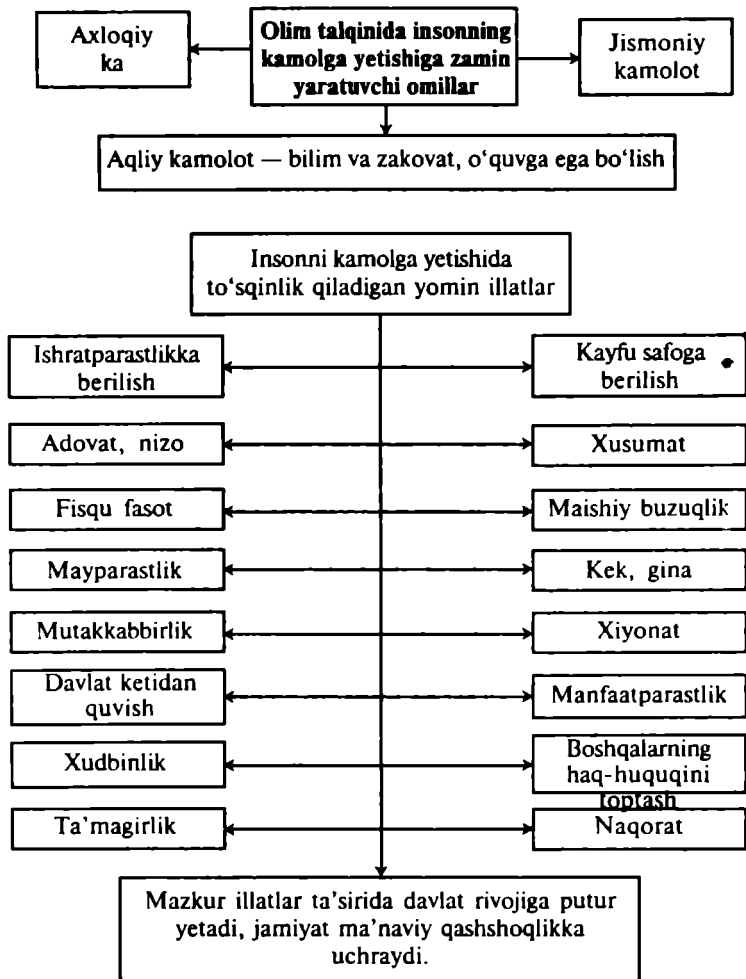 Axloqiy
ka
Olim talqinida insonning
kamolga yetishiga zamin
yaratuvchi omillar
Jismoniy
kamolot
Aqliy kamolot — bilim va zakovat, o‘quvga ega bo‘lish
Insonni kamolga yetishida
to‘sqinlik qiladigan yomin illatlar
Ishratparastlikka
berilish
Kayfu safoga
berilish
Adovat, nizo
Xusumat
Fisqu fasot
Maishiy buzuqlik
Mayparastlik
Kek, gina
Mutakkabbirlik
Xiyonat
Davlat ketidan
quvish
Manfaatparastlik
Xudbinlik
Boshqalarning
haq-huquqini
toptash
Ta’magirlik
Naqorat
Mazkur illatlar ta’sirida davlat rivojiga putur
yetadi, jamiyat ma’naviy qashshoqlikka
uchraydi.